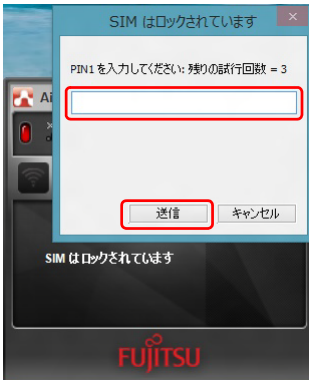 SIM はロックされています
PIN1 を入力してください: 残りの試行回数 = 3
Ai
送信
キャンセル
SIM はロックされています
FUJITSU